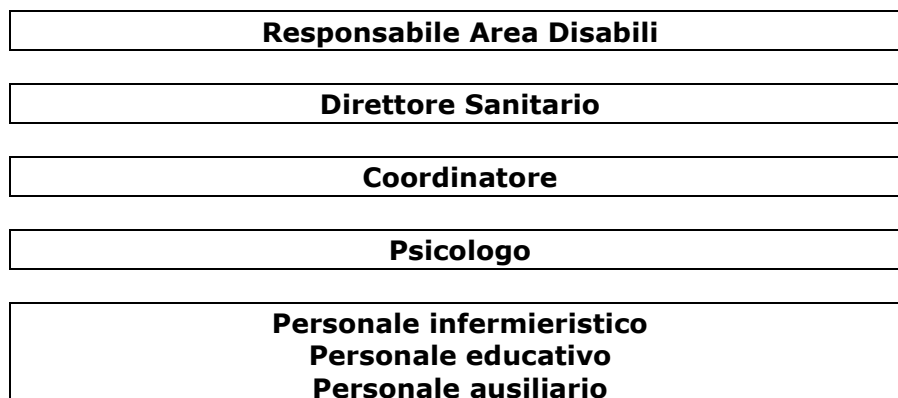 Responsabile Area Disabili
Direttore Sanitario
Coordinatore
Psicologo
Personale infermieristico
Personale educativo
Personale ausiliario